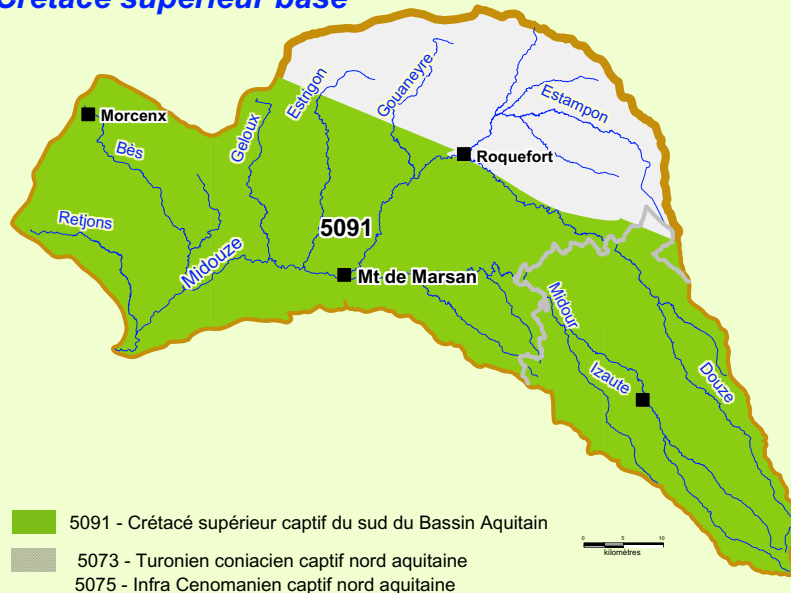 Crétacé supérieur base
Gouaneyre
Estrigon
Estampon
Morcenx
Geloux
Bès
Roquefort
Retjons
5091
Midouze
Mt de Marsan
Midour
Izaute
Douze
5091 - Crétacé supérieur captif du sud du Bassin Aquitain
0 5 10
kilomètres
5073 - Turonien coniacien captif nord aquitaine
5075 - Infra Cenomanien captif nord aquitaine